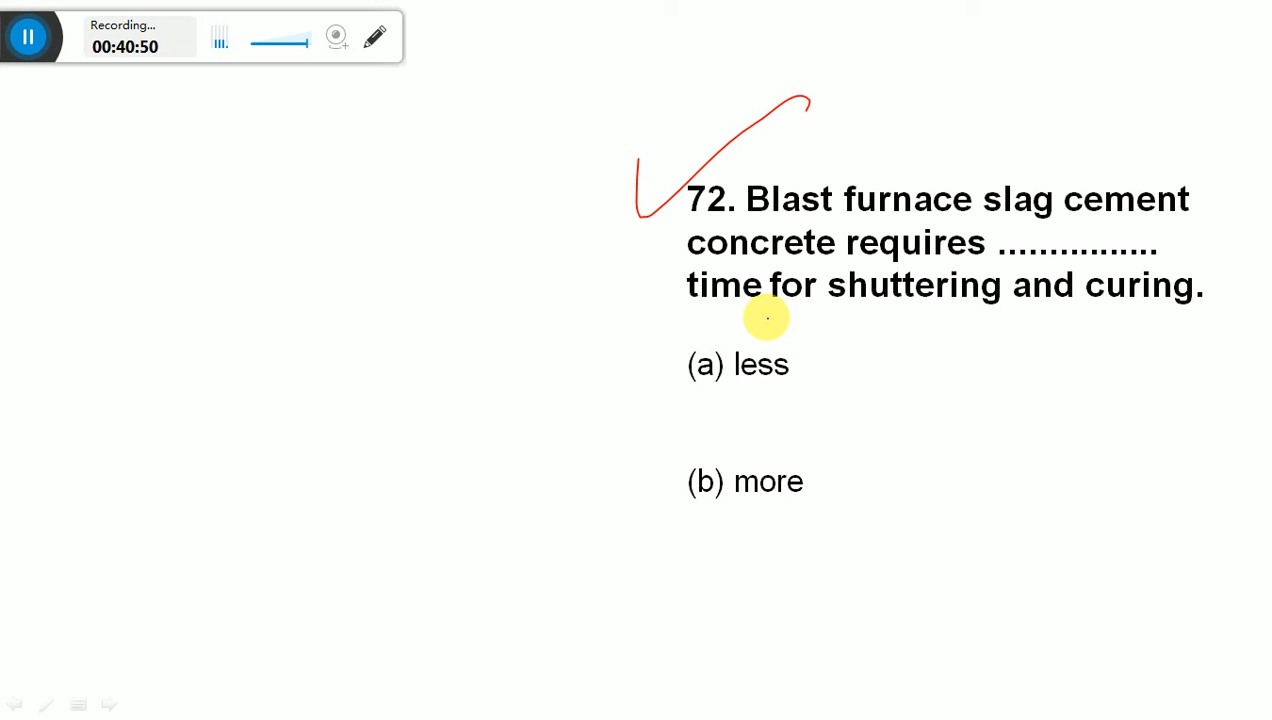 Recording...
00:40:50
72. Blast furnace slag cement
concrete requires ................
time for shuttering and curing.
(a) less
(b) more